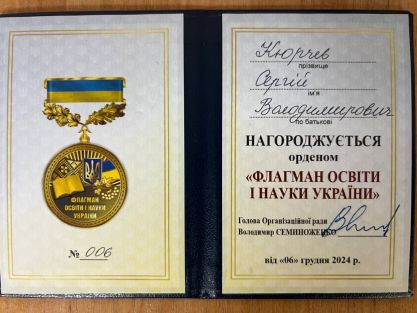 ФЛАГМАН
ОСВІТИ І НАУКИ
УКРАЇНИ
№ 006
Кюрчев
прізвище
Сергій
ім'я
Володимирович
по батькові
НАГОРОДЖУЄТЬСЯ
орденом
«ФЛАГМАН ОСВІТИ
І НАУКИ УКРАЇНИ»
Голова Організаційної ради
Володимир СЕМИНОЖЕНКО
від «06» грудня 2024 р.